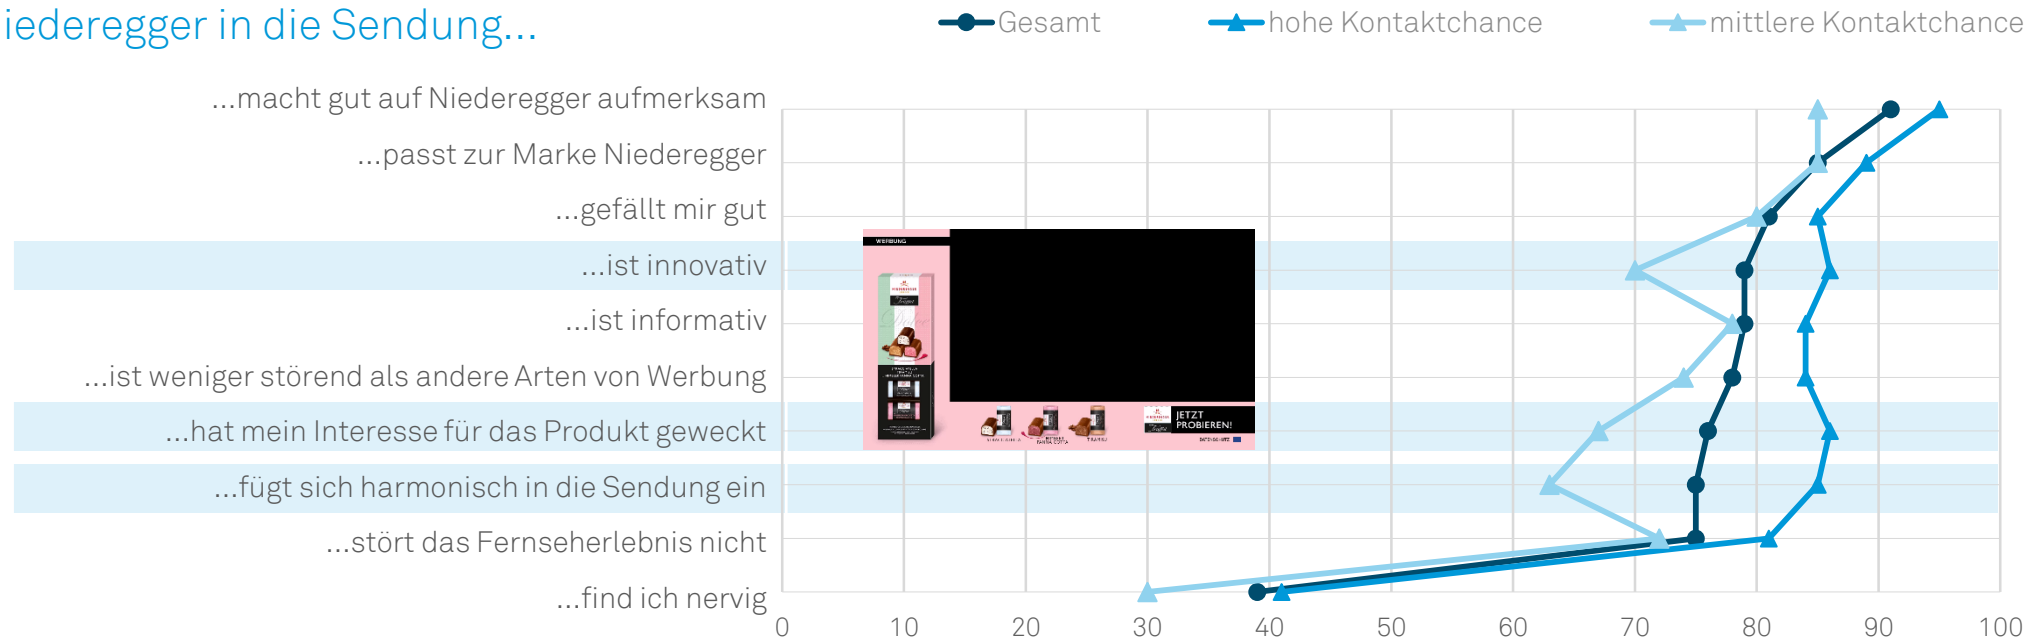 iederegger in die Sendung...
Gesamt
hohe Kontaktchance
mittlere Kontaktchance
...macht gut auf Niederegger aufmerksam
...passt zur Marke Niederegger
...gefällt mir gut
...ist innovativ
...ist informativ
...ist weniger störend als andere Arten von Werbung
...hat mein Interesse für das Produkt geweckt
...fügt sich harmonisch in die Sendung ein
...stört das Fernseherlebnis nicht
...find ich nervig
WERBUNG
JETZT
PROBIEREN!
0 10 20 30 40 50 60 70 80 90 100